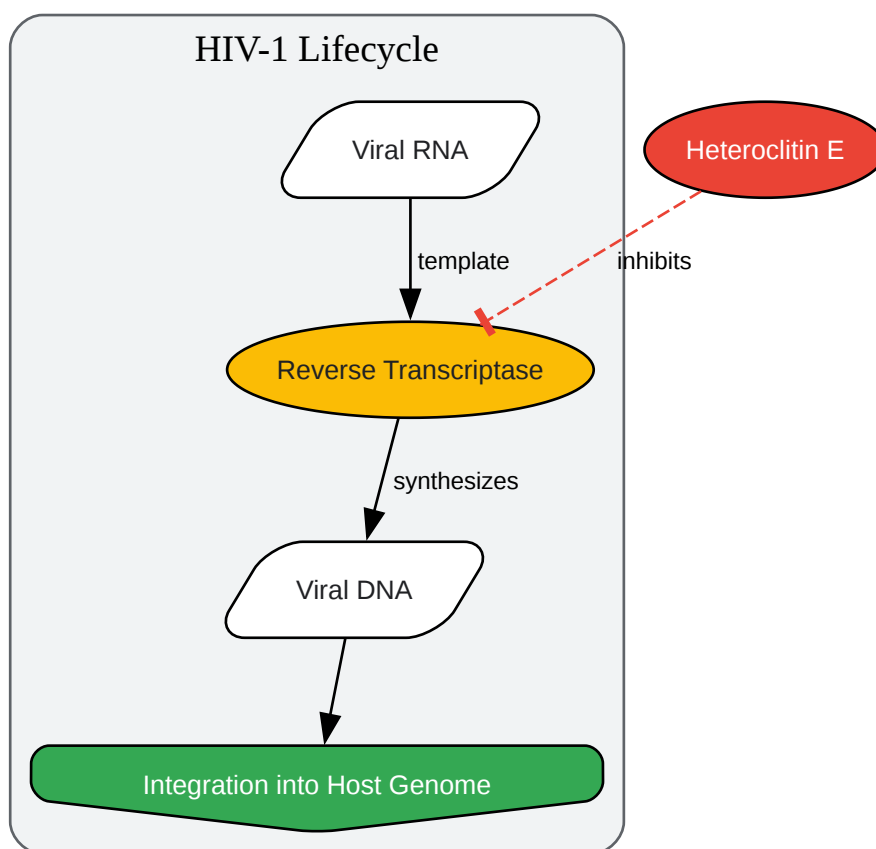 HIV-1 Lifecycle
Viral RNA
Heteroclitin E
template
inhibits
Reverse Transcriptase
synthesizes
Viral DNA
Integration into Host Genome